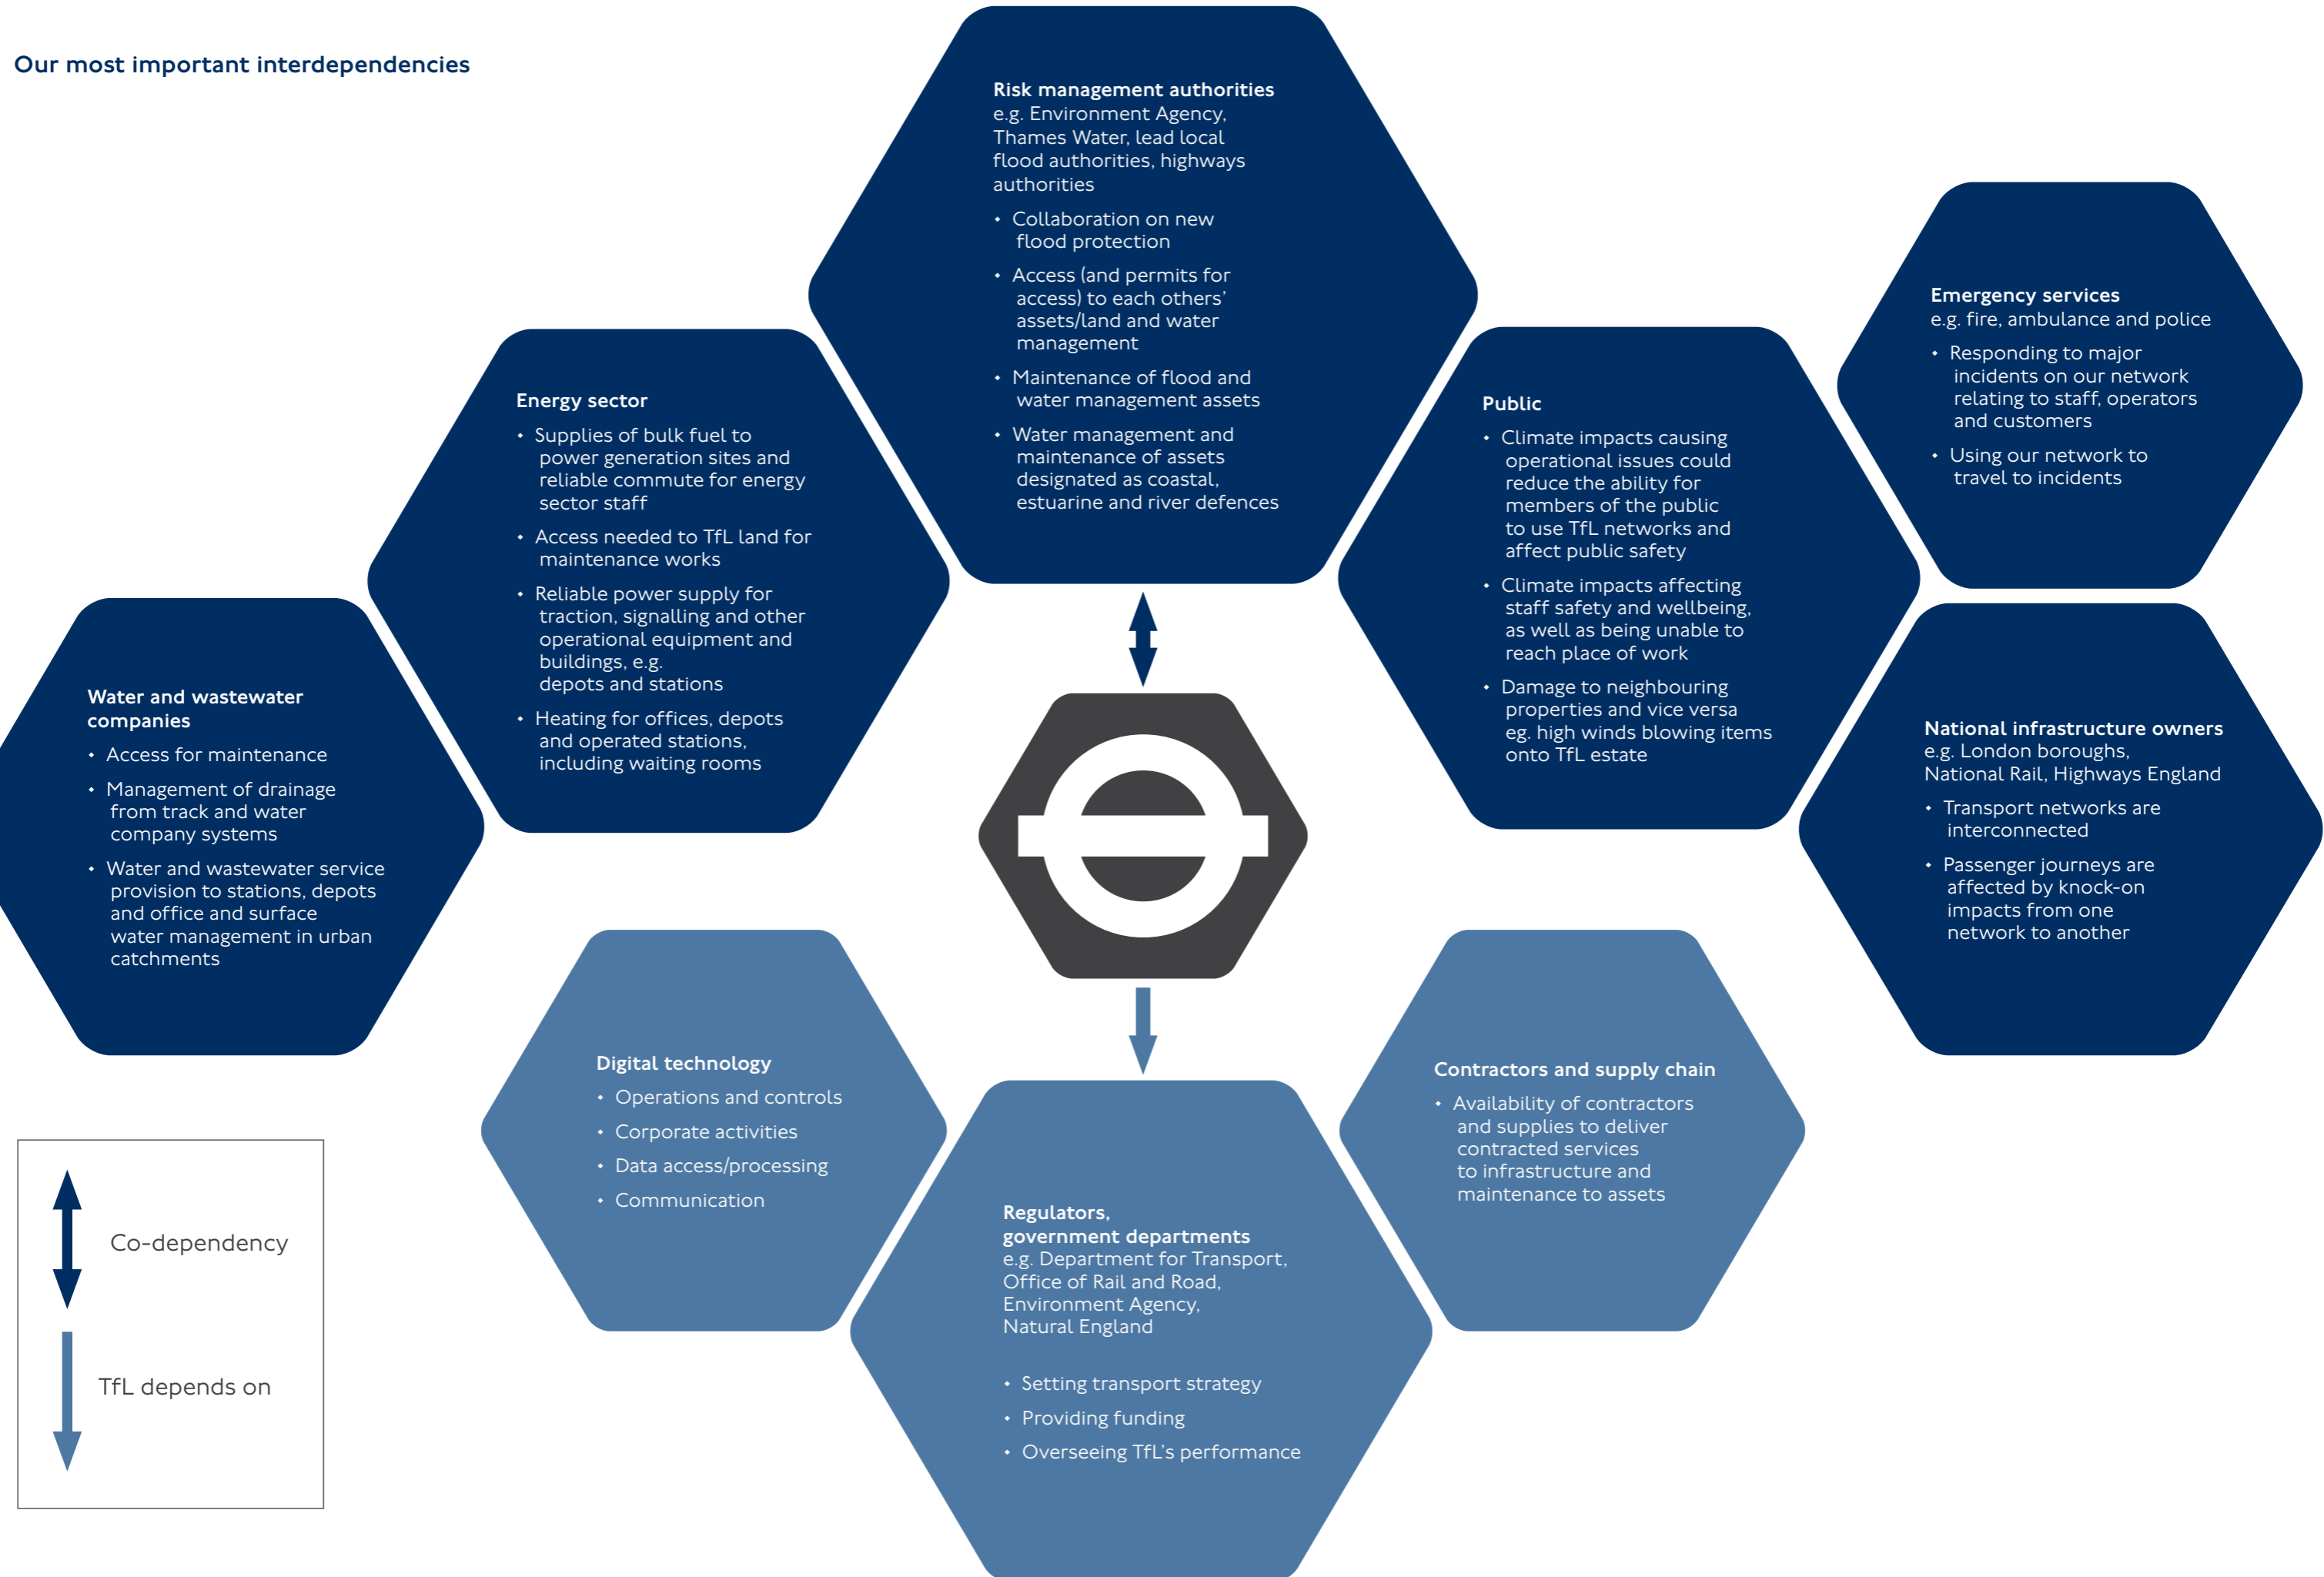 Our most important interdependencies
Risk management authorities
e.g. Environment Agency,
Thames Water, lead local
flood authorities, highways
authorities
• Collaboration on new
flood protection
• Access (and permits for
access) to each others’
assets/land and water
management
• Maintenance of flood and
water management assets
• Water management and
maintenance of assets
designated as coastal,
estuarine and river defences
Emergency services
e.g. fire, ambulance and police
• Responding to major
incidents on our network
relating to staff, operators
and customers
• Using our network to
travel to incidents
Energy sector
• Supplies of bulk fuel to
power generation sites and
reliable commute for energy
sector staff
• Access needed to TfL land for
maintenance works
• Reliable power supply for
traction, signalling and other
operational equipment and
buildings, e.g.
depots and stations
• Heating for offices, depots
and operated stations,
including waiting rooms
Public
• Climate impacts causing
operational issues could
reduce the ability for
members of the public
to use TfL networks and
affect public safety
• Climate impacts affecting
staff safety and wellbeing,
as well as being unable to
reach place of work
• Damage to neighbouring
properties and vice versa
eg. high winds blowing items
onto TfL estate
Water and wastewater
companies
• Access for maintenance
• Management of drainage
from track and water
company systems
• Water and wastewater service
provision to stations, depots
and office and surface
water management in urban
catchments
National infrastructure owners
e.g. London boroughs,
National Rail, Highways England
• Transport networks are
interconnected
• Passenger journeys are
affected by knock-on
impacts from one
network to another
Digital technology
• Operations and controls
• Corporate activities
• Data access/processing
• Communication
Contractors and supply chain
• Availability of contractors
and supplies to deliver
contracted services
to infrastructure and
maintenance to assets
Regulators,
government departments
e.g. Department for Transport,
Office of Rail and Road,
Environment Agency,
Natural England
• Setting transport strategy
• Providing funding
• Overseeing TfL’s performance
Co-dependency
TfL depends on